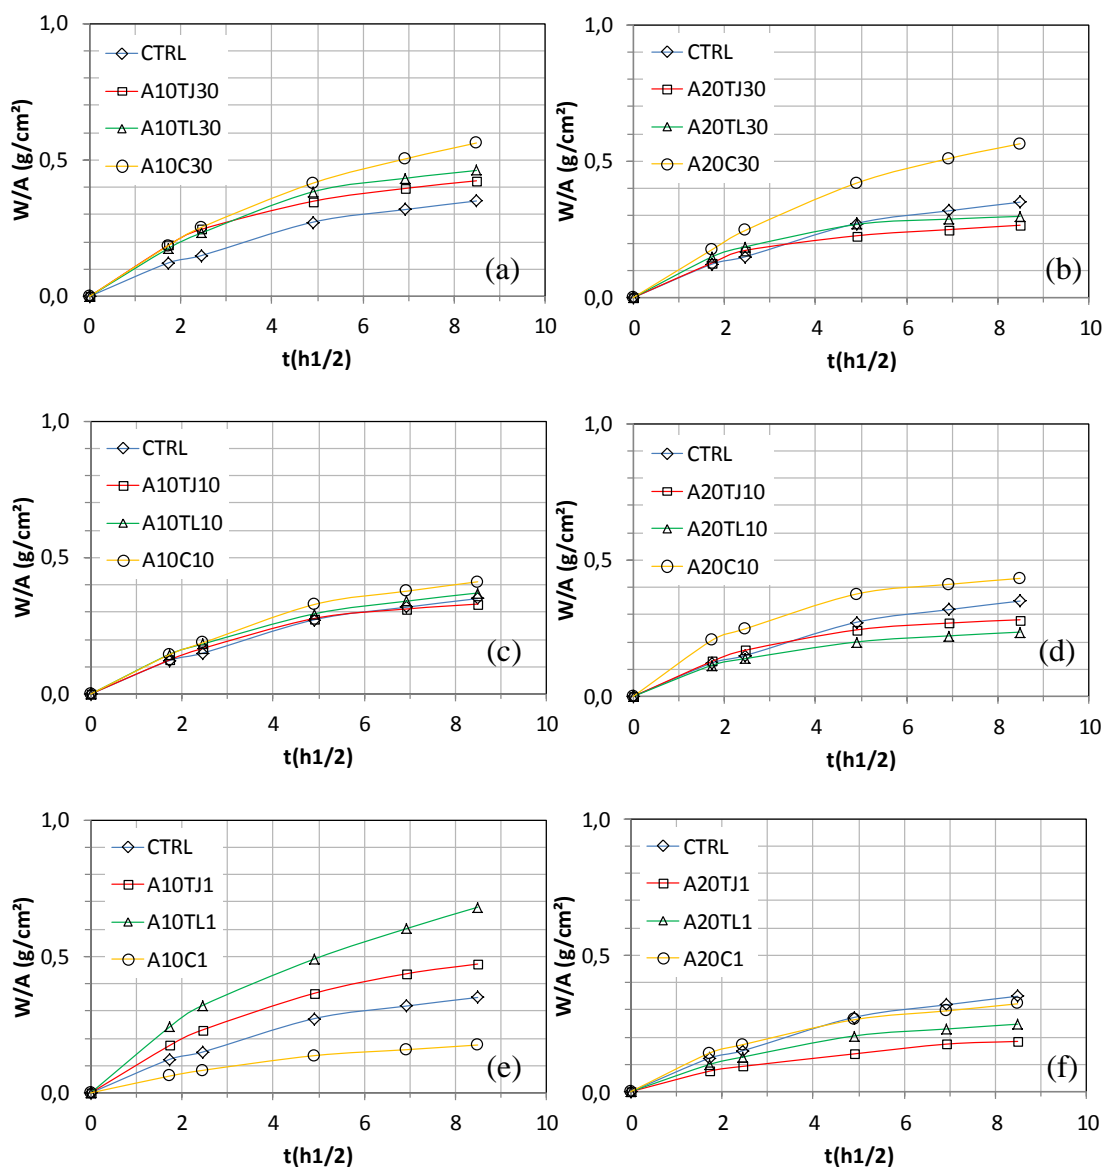 1,0
0,5
0,0
W/A (g/cm²)
CTRL
A10TJ30
A10TL30
A10C30
(a)
0 2 4 6 8 10
t(h1/2)
1,0
0,5
0,0
W/A (g/cm²)
CTRL
A20TJ30
A20TL30
A20C30
(b)
0 2 4 6 8 10
t(h1/2)
1,0
0,5
0,0
W/A (g/cm²)
CTRL
A10TJ10
A10TL10
A10C10
(c)
0 2 4 6 8 10
t(h1/2)
1,0
0,5
0,0
W/A (g/cm²)
CTRL
A20TJ10
A20TL10
A20C10
(d)
0 2 4 6 8 10
t(h1/2)
1,0
0,5
0,0
W/A (g/cm²)
CTRL
A10TJ1
A10TL1
A10C1
(e)
0 2 4 6 8 10
t(h1/2)
1,0
0,5
0,0
W/A (g/cm²)
CTRL
A20TJ1
A20TL1
A20C1
(f)
0 2 4 6 8 10
t(h1/2)